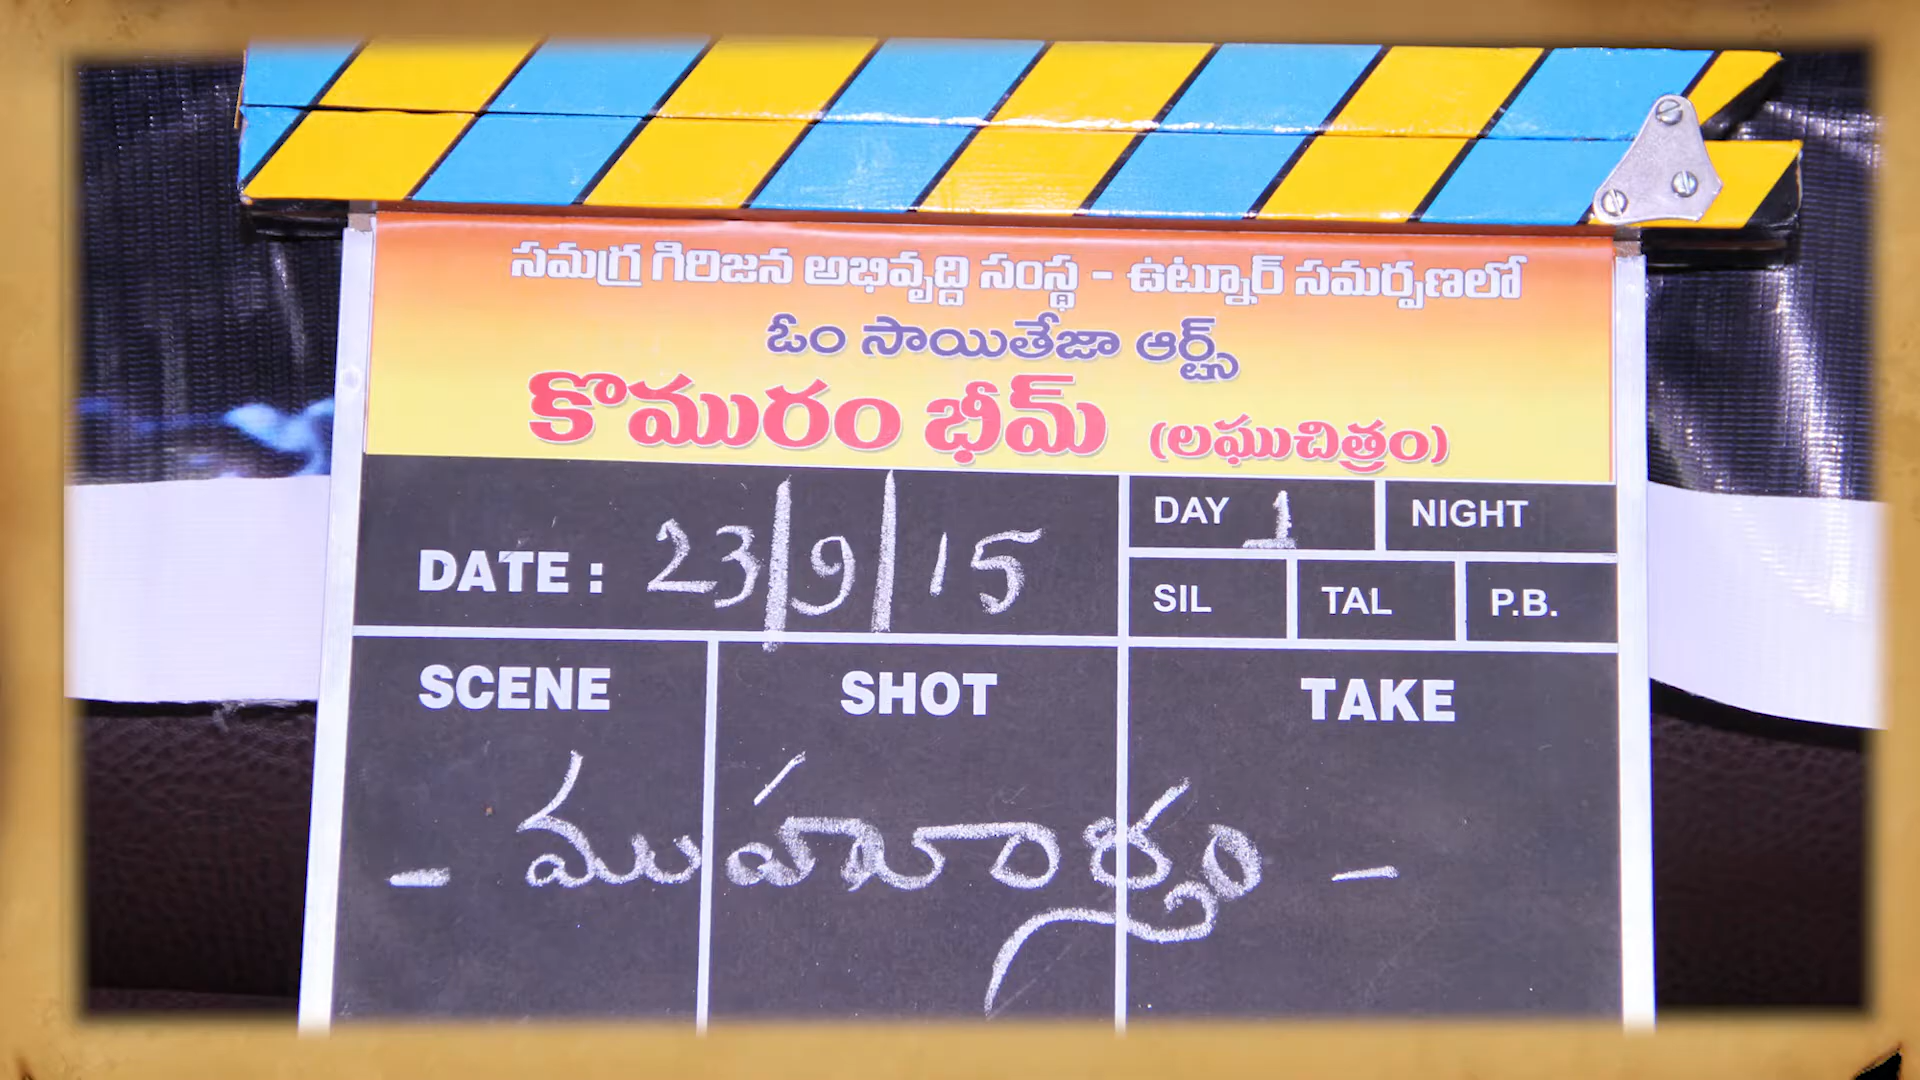 సమగ్ర గిరిజన అభివృద్ది సంస్థ - ఉట్నూర్ సమర్పణలో
ఓం సాయితేజా ఆర్ట్స్
కొమురం భీమ్ (లఘుచిత్రం)
DATE : 23/9/15
DAY 1 NIGHT
SIL TAL P.B.
SCENE SHOT TAKE
- ముహూర్తం -